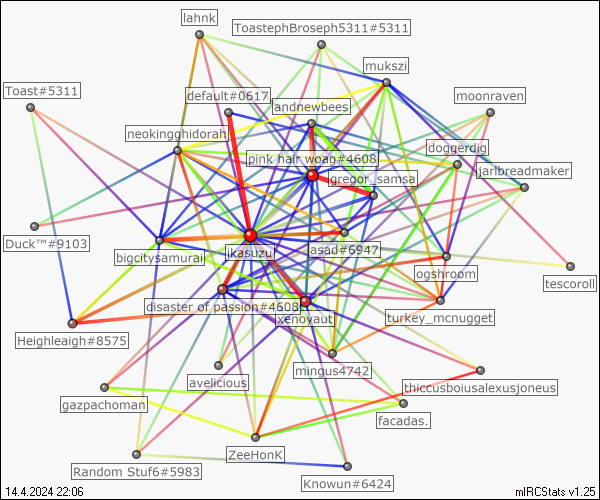 lahnk
ToastephBroseph5311#5311
mukszi
Toast#5311
default#0617
moonraven
andnewbees
neokingghidorah
doggerdjg
pink hair woag#4608
jarlbreadmaker
gregor_samsa
Duck™#9103
bigcitysamurai
ikasuzu
asad#6947
ogshroom
tescoroll
disaster of passion#4608
xenoyaut
turkey_mcnugget
Heighleaigh#8575
mingus4742
avelicious
thiccusboiusalexusjoneus
gazpachoman
facadas.
ZeeHonK
Random Stuf6#5983
Knowun#6424
14.4.2024 22:06
mIRCStats v1.25